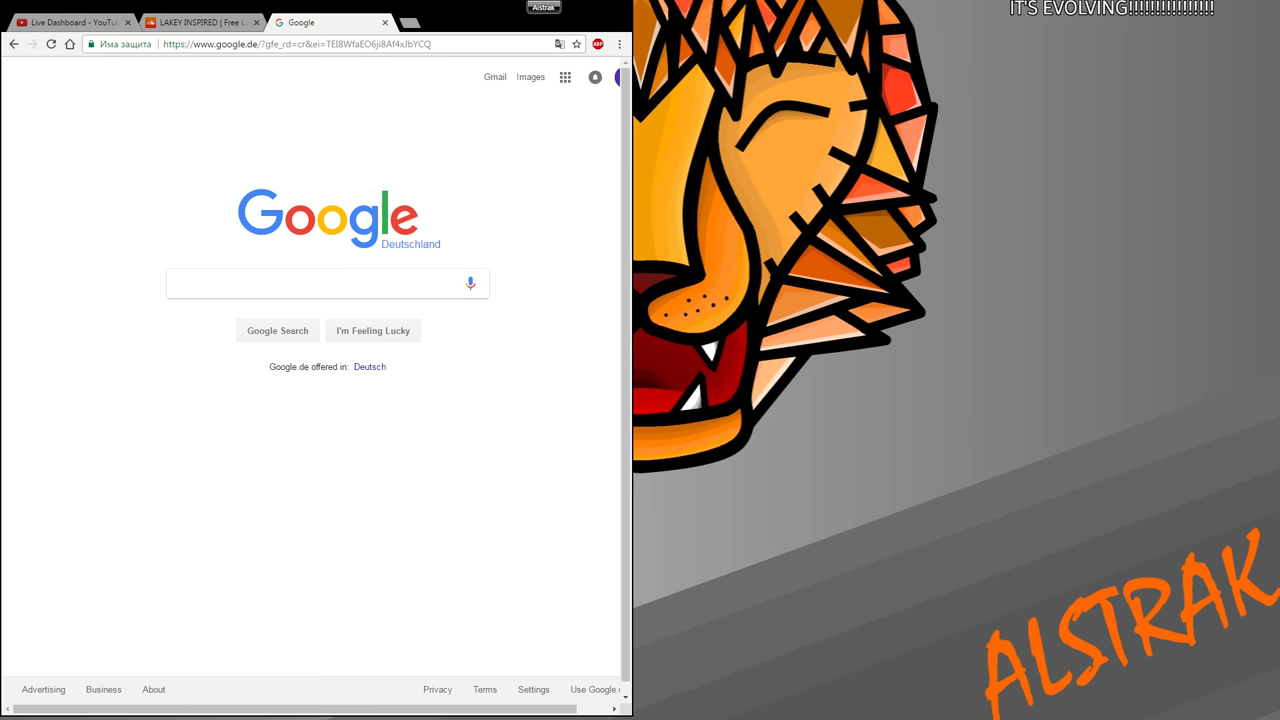 Alstrak
IT'S EVOLVING!!!!!!!!!!!!!!!!
Live Dashboard - YouTu
LAKEY INSPIRED | Free L
Google
Има защита
https://www.google.de/?gfe_rd=cr&ei=TEI8WfaEO6ji8Af4xJbYCQ
ABP
Gmail Images
Google
Deutschland
Google Search I'm Feeling Lucky
Google.de offered in: Deutsch
ALSTRAK
Advertising Business About Privacy Terms Settings Use Google.c